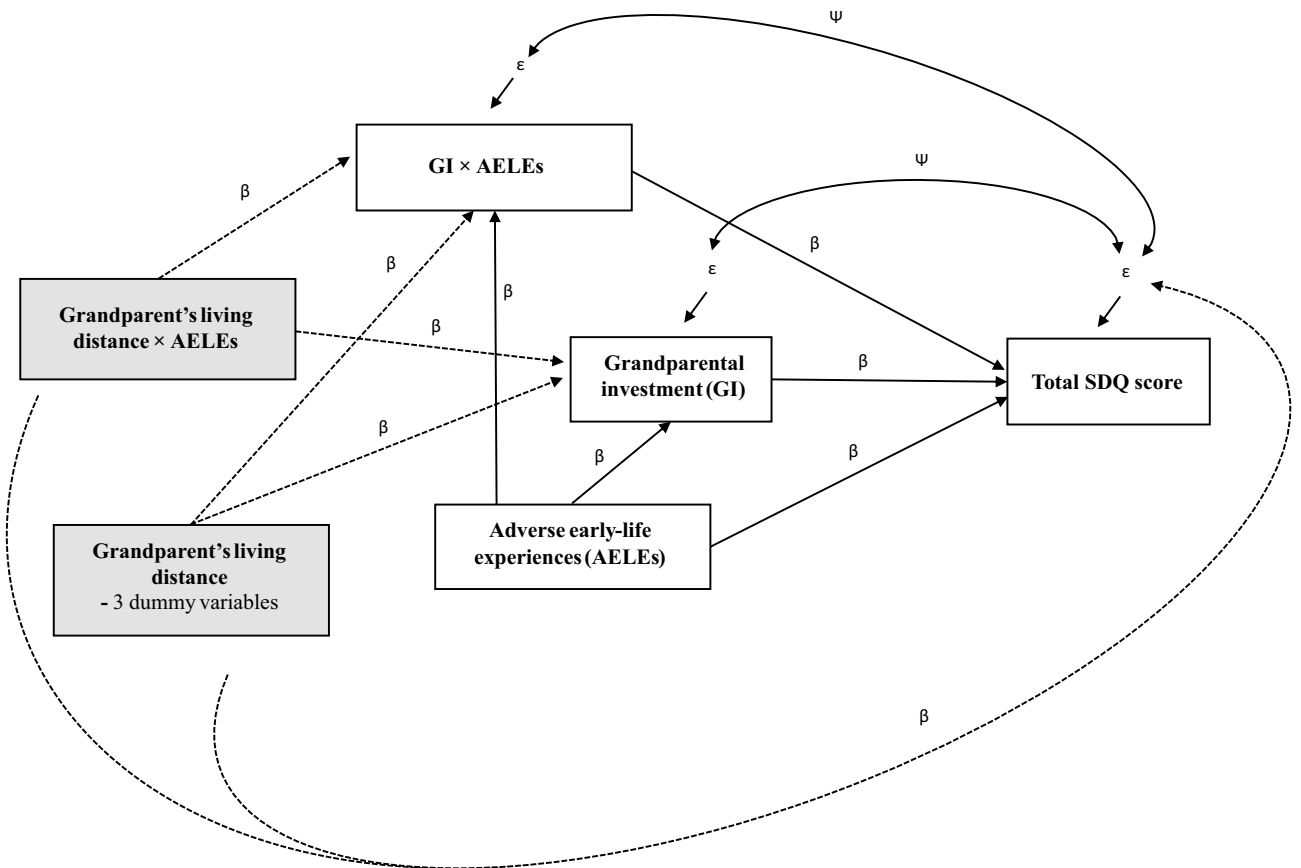 Ψ
ε
GI × AELEs
Ψ
β
β
β
ε
ε
β
Grandparent's living
distance × AELEs
β
Grandparental
investment (GI)
β
Total SDQ score
β
β
β
Adverse early-life
experiences (AELEs)
Grandparent's living
distance
- 3 dummy variables
β